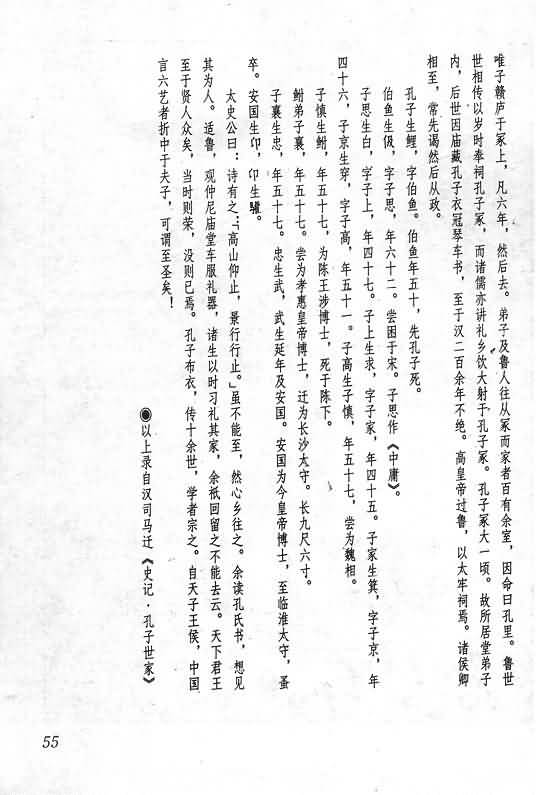 唯子赣庐于冢上，凡六年，然后去。弟子及鲁人往从冢而家者百有余室，因命曰孔里。鲁世
世相传以岁时奉祠孔子冢，而诸儒亦讲礼乡饮大射于孔子冢。孔子冢大一顷。故所居堂弟子
内，后世因庙藏孔子衣冠琴车书，至于汉二百余年不绝。高皇帝过鲁，以太牢祠焉。诸侯卿
相至，常先谒然后从政。
孔子生鲤，字伯鱼。伯鱼年五十，先孔子死。
伯鱼生伋，字子思，年六十二。尝困于宋。子思作《中庸》。
子思生白，字子上，年四十七。子上生求，字子家，年四十五。子家生箕，字子京，年
四十六，子京生穿，字子高，年五十一。子高生子慎，年五十七，尝为魏相。
子慎生鲋，年五十七，为陈王涉博士，死于陈下。
鲋弟子襄，年五十七。尝为孝惠皇帝博士，迁为长沙太守。长九尺六寸。
子襄生忠，年五十七。忠生武，武生延年及安国。安国为今皇帝博士，至临淮太守，蚤
卒。安国生卬，卬生驩。
太史公曰：诗有之：“高山仰止，景行行止。”虽不能至，然心乡往之。余读孔氏书，想见
其为人。适鲁，观仲尼庙堂车服礼器，诸生以时习礼其家，余祗回留之不能去云。天下君王
至于贤人众矣，当时则荣，没则已焉。孔子布衣，传十余世，学者宗之。自天子王侯，中国
言六艺者折中于夫子，可谓至圣矣！
◉以上录自汉司马迁《史记·孔子世家》
55